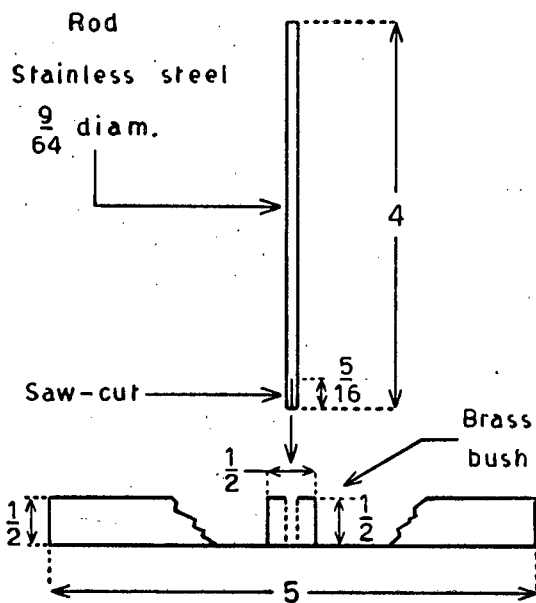 Rod
Stainless steel
9/64 diam.
4
5/16
Saw-cut
Brass
bush
1/2
1/2
1/2
5